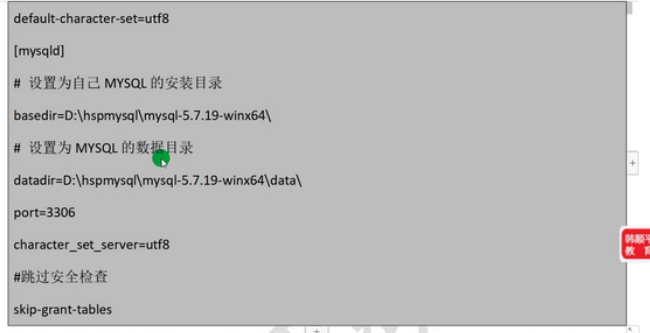 default-character-set=utf8
[mysqld]
# 设置为自己 MYSQL 的安装目录
basedir=D:\hspmysql\mysql-5.7.19-winx64\
# 设置为 MYSQL 的数据目录
datadir=D:\hspmysql\mysql-5.7.19-winx64\data\
port=3306
character_set_server=utf8
#跳过安全检查
skip-grant-tables
韩顺平
教 育